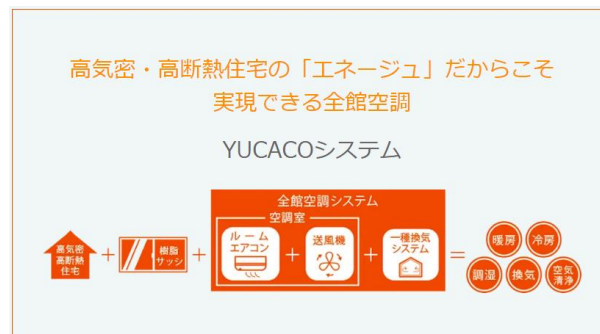 高気密・高断熱住宅の「エネージュ」だからこそ
実現できる全館空調
YUCACOシステム
全館空調システム
空調室
高気密
高断熱
住宅
+
樹脂
サッシ
+
ルーム
エアコン
+
送風機
+
一種換気
システム
=
暖房
冷房
調湿
換気
空気
清浄